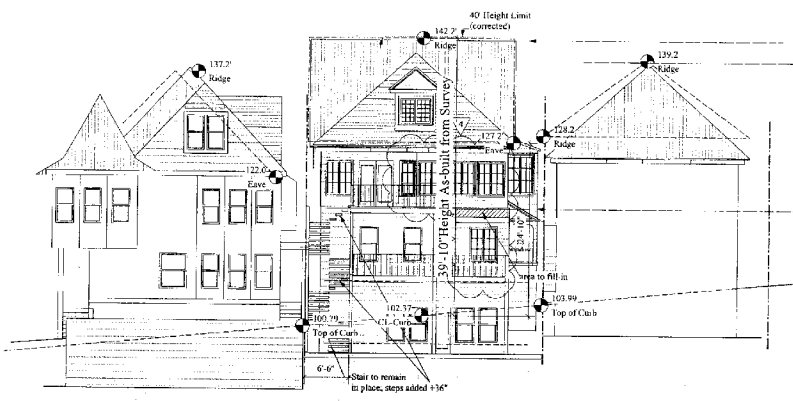 40' Height Limit
(corrected)
142.2'
Ridge
137.2'
Ridge
139.2
Ridge
127.2'
Eave
128.2
Ridge
122.0'
Eave
39'-10" Height As-built from Survey
24'-10"
area to fill-in
103.99
Top of Curb
102.37
CL-Curb
100.79
Top of Curb
6'-6"
Stair to remain
in place, steps added +36"